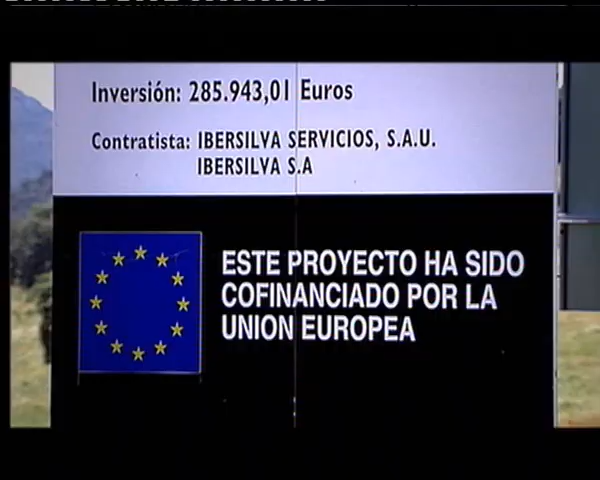 Inversión: 285.943,01 Euros
Contratista: IBERSILVA SERVICIOS, S.A.U.
IBERSILVA S.A
ESTE PROYECTO HA SIDO
COFINANCIADO POR LA
UNION EUROPEA